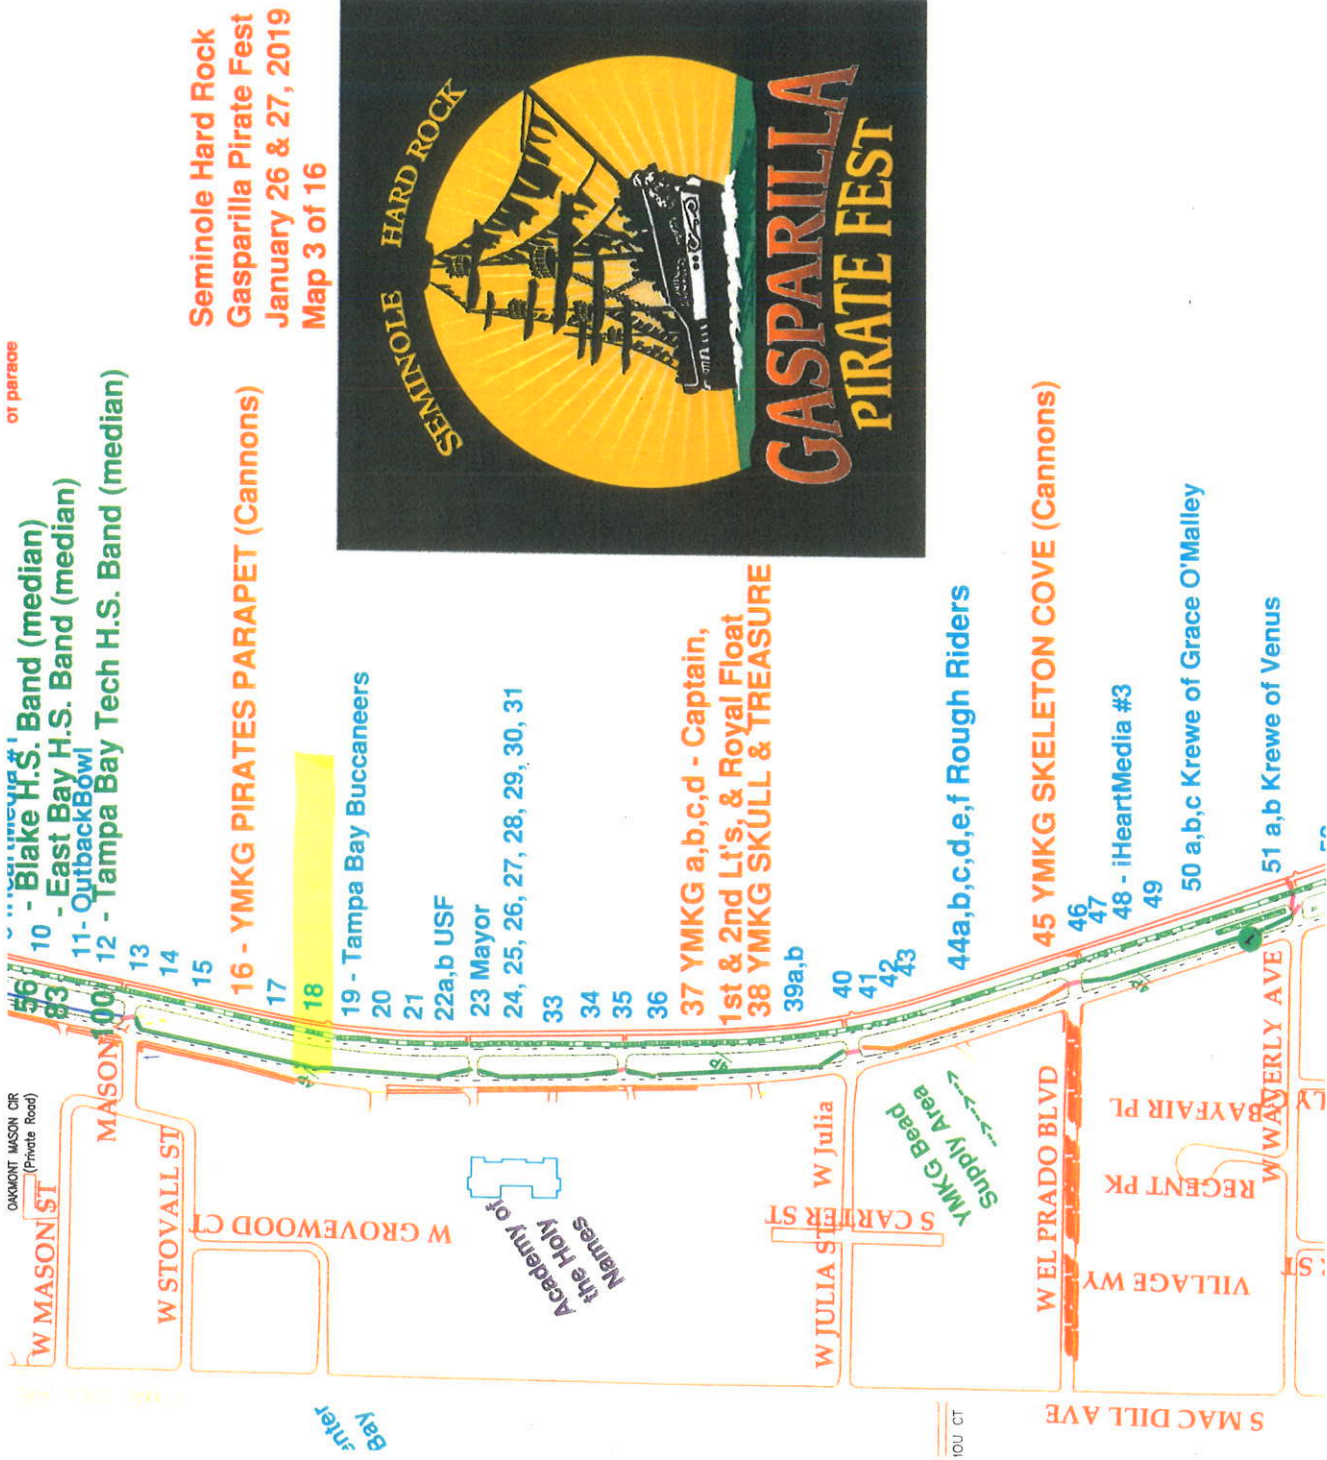 of parade
Seminole Hard Rock
Gasparilla Pirate Fest
January 26 & 27, 2019
Map 3 of 16
SEMINOLE HARD ROCK
GASPARILLA
PIRATE FEST
10 - Blake H.S. Band (median)
56
- East Bay H.S. Band (median)
83
11- OutbackBowl
12 - Tampa Bay Tech H.S. Band (median)
100
13
14
15
16 - YMKG PIRATES PARAPET (Cannons)
17
18
19 - Tampa Bay Buccaneers
20
21
22a,b USF
23 Mayor
24, 25, 26, 27, 28, 29, 30, 31
33
34
35
36
37 YMKG a,b,c,d - Captain,
1st & 2nd Lt's, & Royal Float
38 YMKG SKULL & TREASURE
39a,b
40
41
42
43
44a,b,c,d,e,f Rough Riders
45 YMKG SKELETON COVE (Cannons)
46
47
48 - iHeartMedia #3
49
50 a,b,c Krewe of Grace O'Malley
51 a,b Krewe of Venus
OAKMONT MASON CIR
(Private Road)
W MASON ST
MASON
W STOVALL ST
W GROVEWOOD CT
Academy of
the Holy
Names
W JULIA ST
W Julia
S CARTER ST
YMKG Bead
Supply Area
-->-->-->
W EL PRADO BLVD
BAYFAIR PL
REGENT PK
VILLAGE WY
W WAVERLY AVE
ST
S MAC DILL AVE
IOU CT
enter
Bay